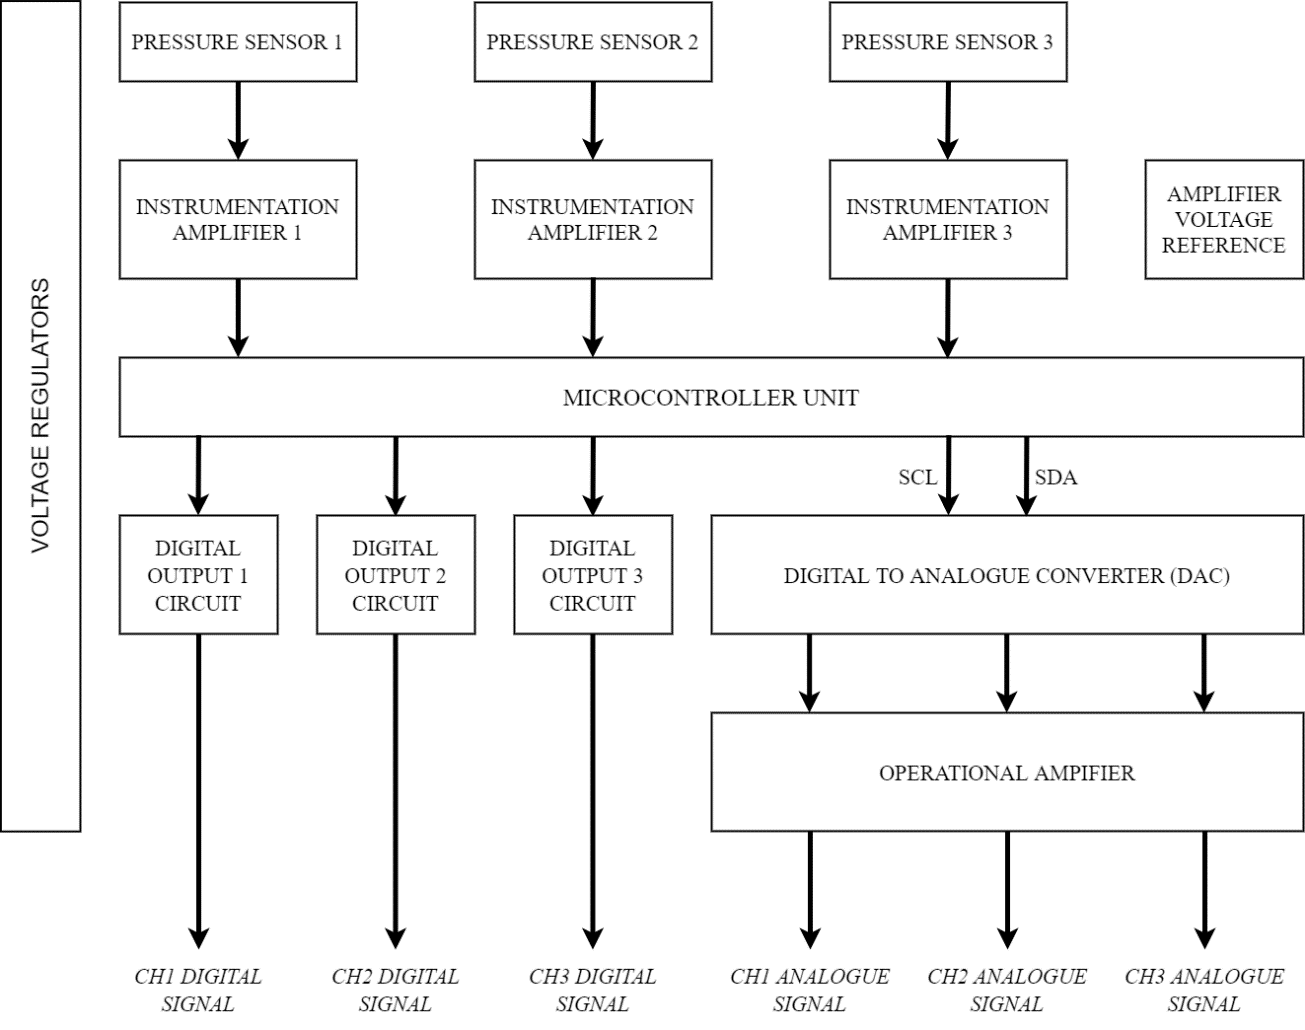 VOLTAGE REGULATORS
PRESSURE SENSOR 1
PRESSURE SENSOR 2
PRESSURE SENSOR 3
INSTRUMENTATION
AMPLIFIER 1
INSTRUMENTATION
AMPLIFIER 2
INSTRUMENTATION
AMPLIFIER 3
AMPLIFIER
VOLTAGE
REFERENCE
MICROCONTROLLER UNIT
SCL
SDA
DIGITAL
OUTPUT 1
CIRCUIT
DIGITAL
OUTPUT 2
CIRCUIT
DIGITAL
OUTPUT 3
CIRCUIT
DIGITAL TO ANALOGUE CONVERTER (DAC)
OPERATIONAL AMPIFIER
CH1 DIGITAL
SIGNAL
CH2 DIGITAL
SIGNAL
CH3 DIGITAL
SIGNAL
CH1 ANALOGUE
SIGNAL
CH2 ANALOGUE
SIGNAL
CH3 ANALOGUE
SIGNAL